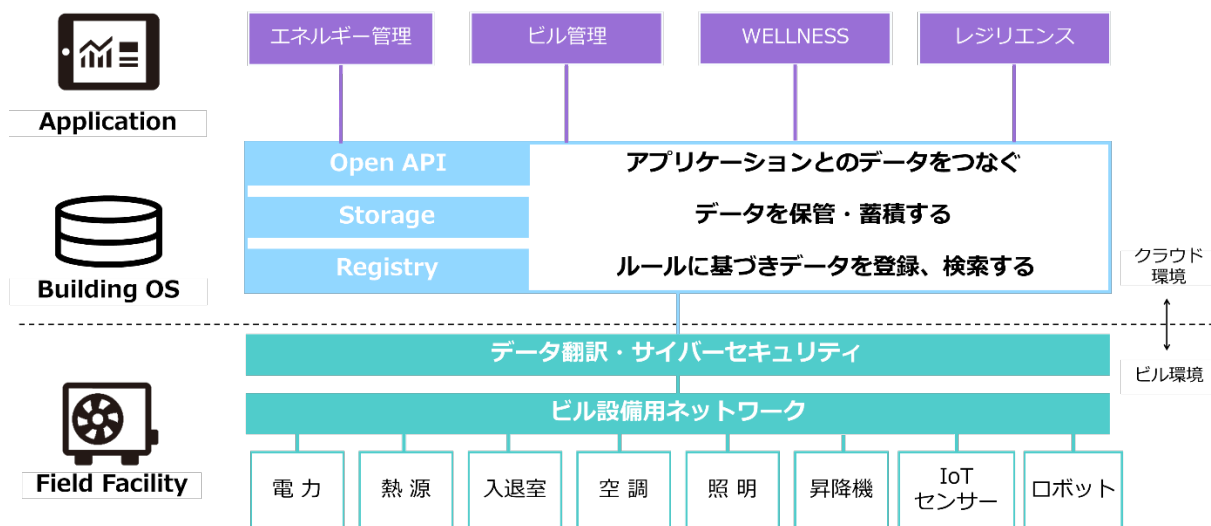 エネルギー管理
ビル管理
WELLNESS
レジリエンス
Application
Open API
アプリケーションとのデータをつなぐ
Storage
データを保管・蓄積する
Registry
ルールに基づきデータを登録、検索する
Building OS
クラウド
環境
データ翻訳・サイバーセキュリティ
ビル環境
ビル設備用ネットワーク
Field Facility
電 力
熱 源
入退室
空 調
照 明
昇降機
IoT
センサー
ロボット